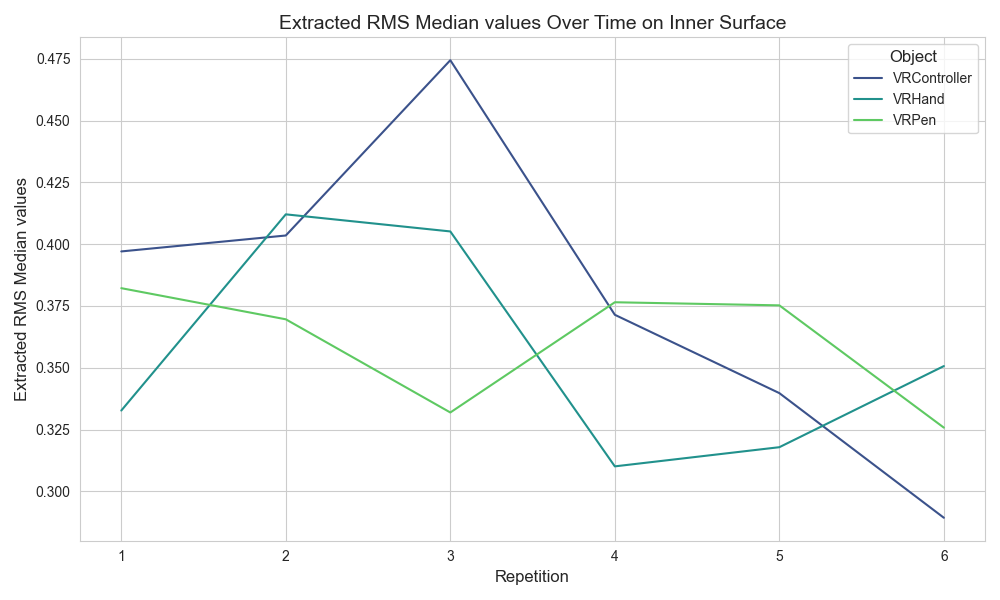 Extracted RMS Median values Over Time on Inner Surface
Object
VRController
VRHand
VRPen
Extracted RMS Median values
0.475
0.450
0.425
0.400
0.375
0.350
0.325
0.300
1 2 3 4 5 6
Repetition